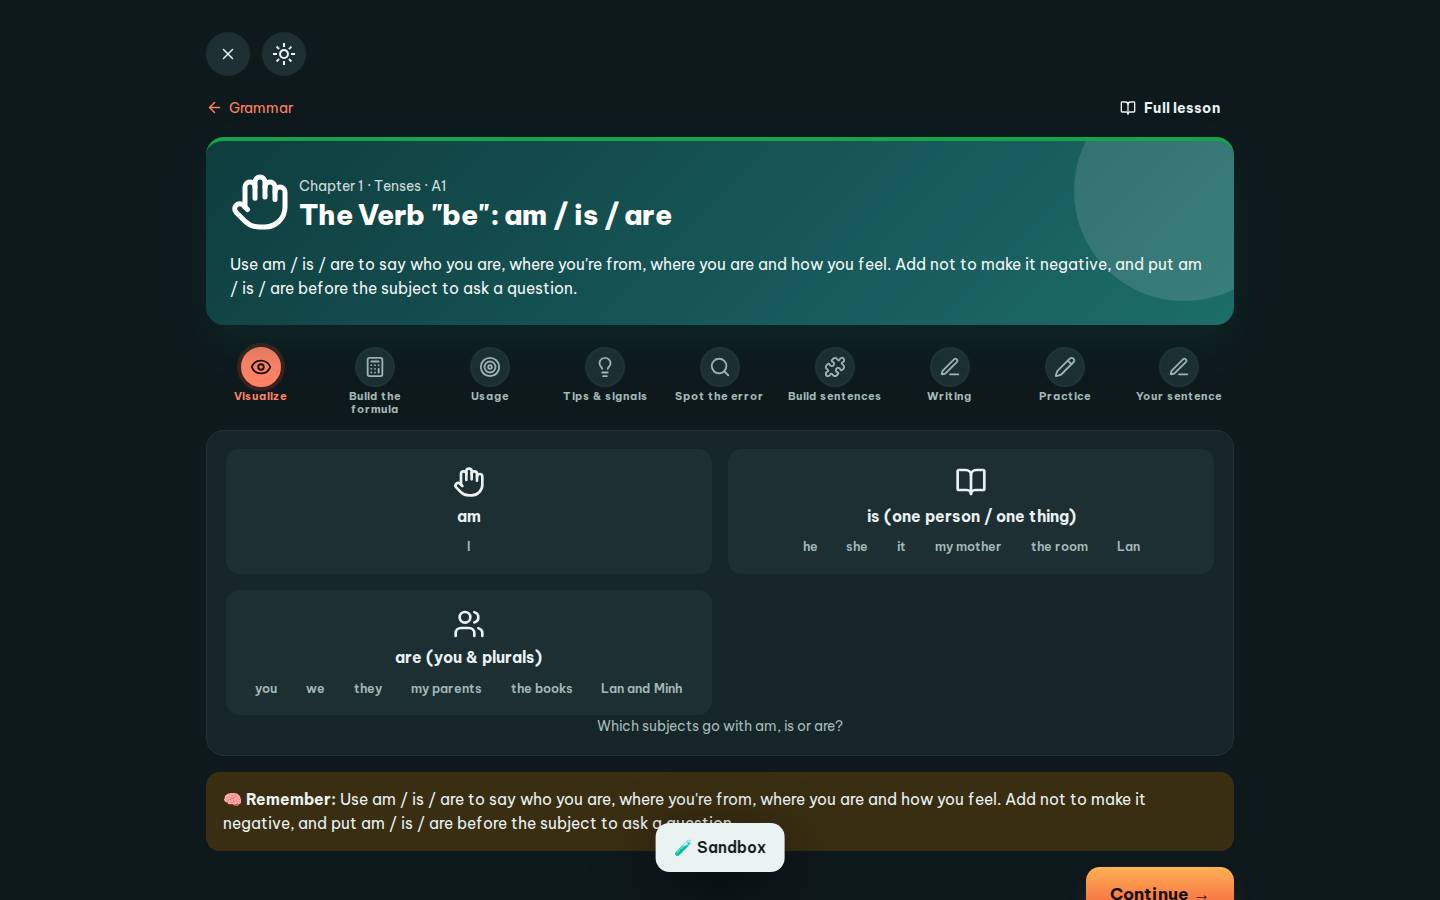 Grammar
Full lesson
Chapter 1 · Tenses · A1
The Verb "be": am / is / are
Use am / is / are to say who you are, where you're from, where you are and how you feel. Add not to make it negative, and put am
/ is / are before the subject to ask a question.
Visualize
Build the
formula
Usage
Tips & signals
Spot the error
Build sentences
Writing
Practice
Your sentence
am
I
is (one person / one thing)
he she it my mother the room Lan
are (you & plurals)
you we they my parents the books Lan and Minh
Which subjects go with am, is or are?
🧠 Remember: Use am / is / are to say who you are, where you're from, where you are and how you feel. Add not to make it
negative, and put am / is / are before the subject to ask a question.
🧪 Sandbox
Continue →